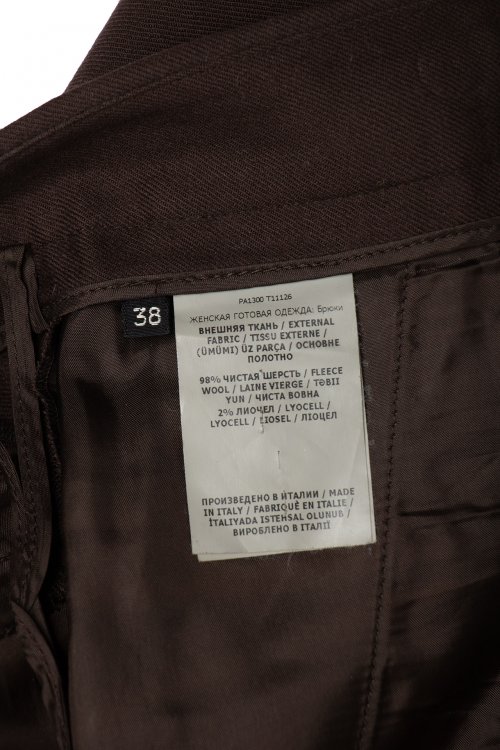 38
PA1300 T11126
ЖЕНСКАЯ ГОТОВАЯ ОДЕЖДА: Брюки
ВНЕШНЯЯ ТКАНЬ / EXTERNAL
FABRIC / TISSU EXTERNE /
(ÜMÜMI) ÜZ PARÇA / ОСНОВНЕ
ПОЛОТНО
98% ЧИСТАЯ ШЕРСТЬ / FLEECE
WOOL / LAINE VIERGE / TƏBII
YUN / ЧИСТА ВОВНА
2% ЛИОЧЕЛ / LYOCELL /
LYOCELL / LIOSEL / ЛІОЦЕЛ
ПРОИЗВЕДЕНО В ИТАЛИИ / MADE
IN ITALY / FABRIQUÉ EN ITALIE /
İTALIYADA ISTEHSAL OLUNUB /
ВИРОБЛЕНО В ІТАЛІЇ